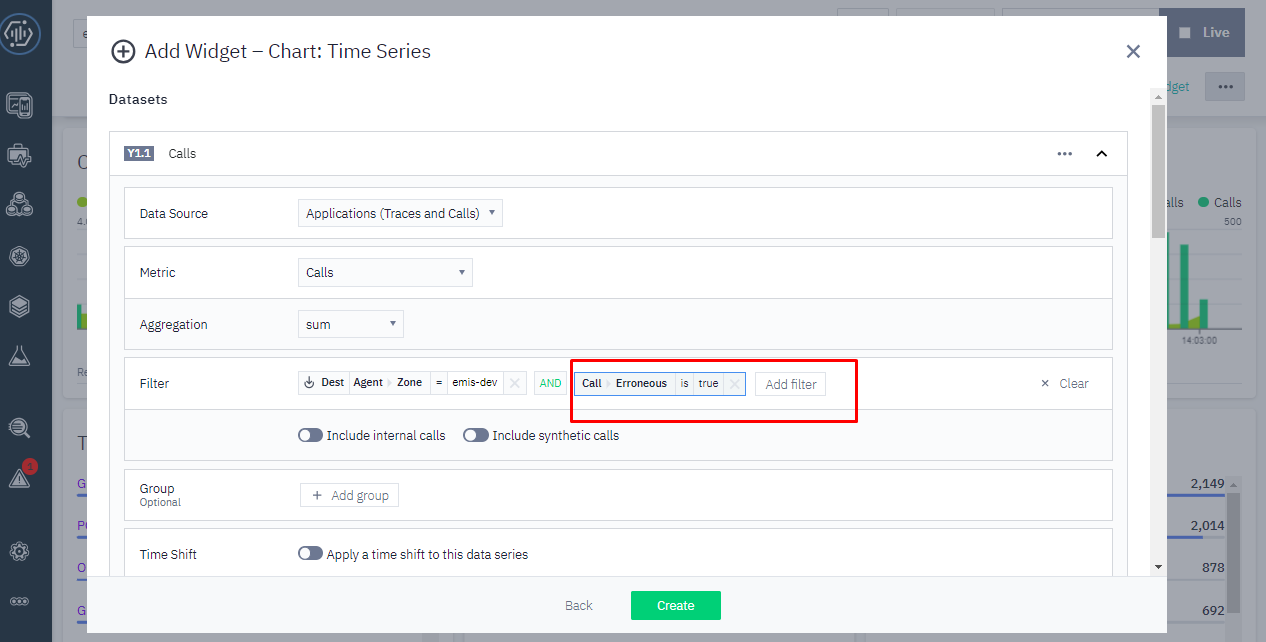 Add Widget – Chart: Time Series
Live
dget
Datasets
Y1.1 Calls
Data Source Applications (Traces and Calls)
Metric Calls
Aggregation sum
Filter Dest Agent Zone = emis-dev AND Call Erroneous is true Add filter × Clear
Include internal calls Include synthetic calls
Group
Optional
+ Add group
Time Shift Apply a time shift to this data series
Back Create
alls Calls
500
14:03:00
2,149
2,014
878
692
4.
Re
T
G
P
O
G